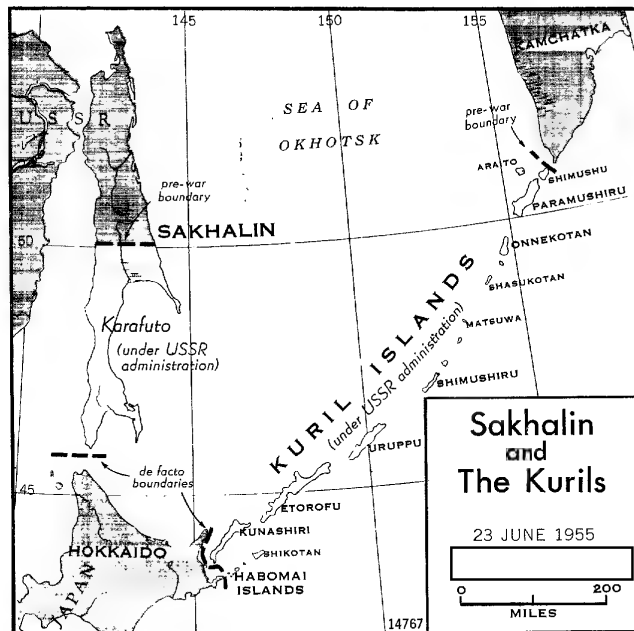 145
150
155
KAMCHATKA
USSR
SEA OF
OKHOTSK
pre-war
boundary
ARAITO
SHIMUSHU
PARAMUSHIRU
pre-war
boundary
50
SAKHALIN
ONNEKOTAN
SHASUKOTAN
Karafuto
(under USSR
administration)
MATSUWA
KURIL ISLANDS
(under USSR administration)
SHIMUSHIRU
de facto
boundaries
URUPPU
45
ETOROFU
KUNASHIRI
HOKKAIDO
SHIKOTAN
JAPAN
HABOMAI
ISLANDS
Sakhalin
and
The Kurils
23 JUNE 1955
0 200
MILES
14767